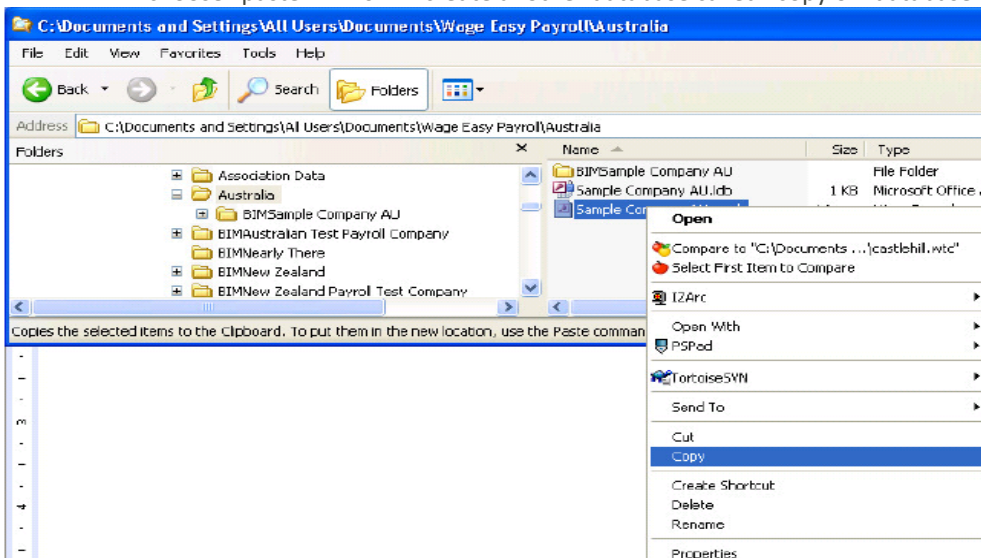 C:\Documents and Settings\All Users\Documents\Wage Easy Payroll\Australia
File Edit View Favorites Tools Help
Back Search Folders
Address C:\Documents and Settings\All Users\Documents\Wage Easy Payroll\Australia
Folders
Association Data
Australia
BIMSample Company AU
BIMAustralian Test Payroll Company
BIMNearly There
BIMNew Zealand
BIMNew Zealand Payroll Test Company
Name Size Type
BIMSample Company AU File Folder
Sample Company AU.ldb 1 KB Microsoft Office
Sample
Copies the selected items to the Clipboard. To put them in the new location, use the Paste comman
Open
Compare to "C:\Documents ...\castlehil.wtc"
Select First Item to Compare
IZArc
Open With
PSPad
TortoiseSVN
Send To
Cut
Copy
Create Shortcut
Delete
Rename
Properties
3
4